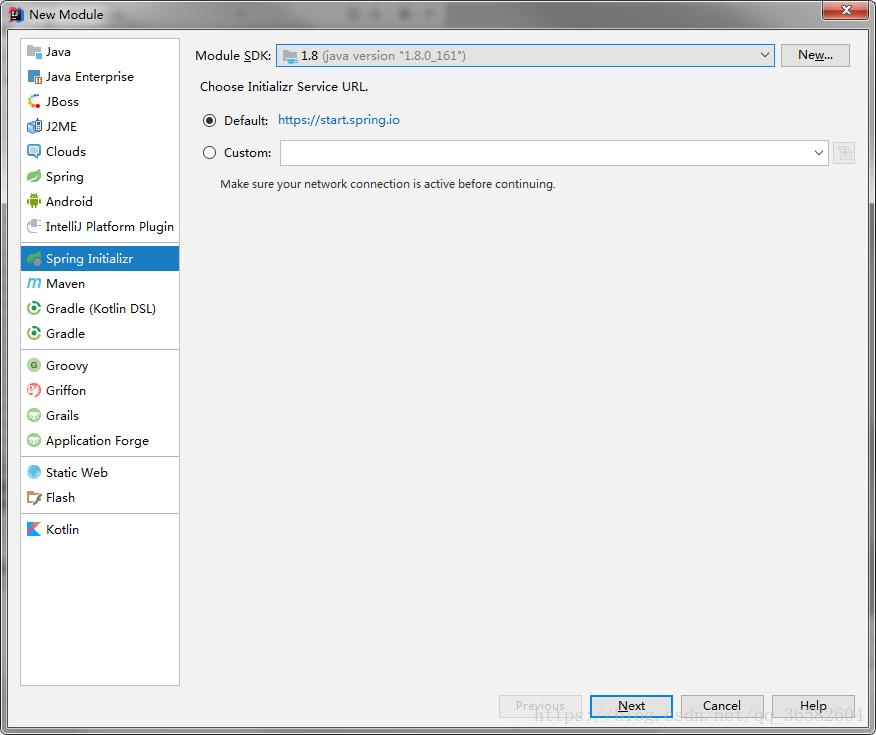 New Module
Java
Java Enterprise
JBoss
J2ME
Clouds
Spring
Android
IntelliJ Platform Plugin
Spring Initializr
Maven
Gradle (Kotlin DSL)
Gradle
Groovy
Griffon
Grails
Application Forge
Static Web
Flash
Kotlin
Module SDK: 1.8 (java version "1.8.0_161") New...
Choose Initializr Service URL.
Default: https://start.spring.io
Custom:
Make sure your network connection is active before continuing.
Previous Next Cancel Help
https://blog.csdn.net/qq_36582604